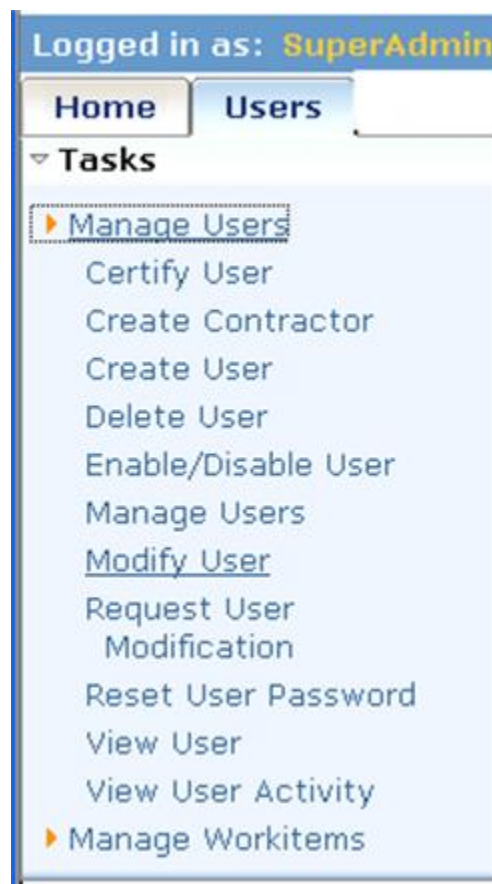 Logged in as: SuperAdmin
Home Users
Tasks
Manage Users
Certify User
Create Contractor
Create User
Delete User
Enable/Disable User
Manage Users
Modify User
Request User
Modification
Reset User Password
View User
View User Activity
Manage Workitems